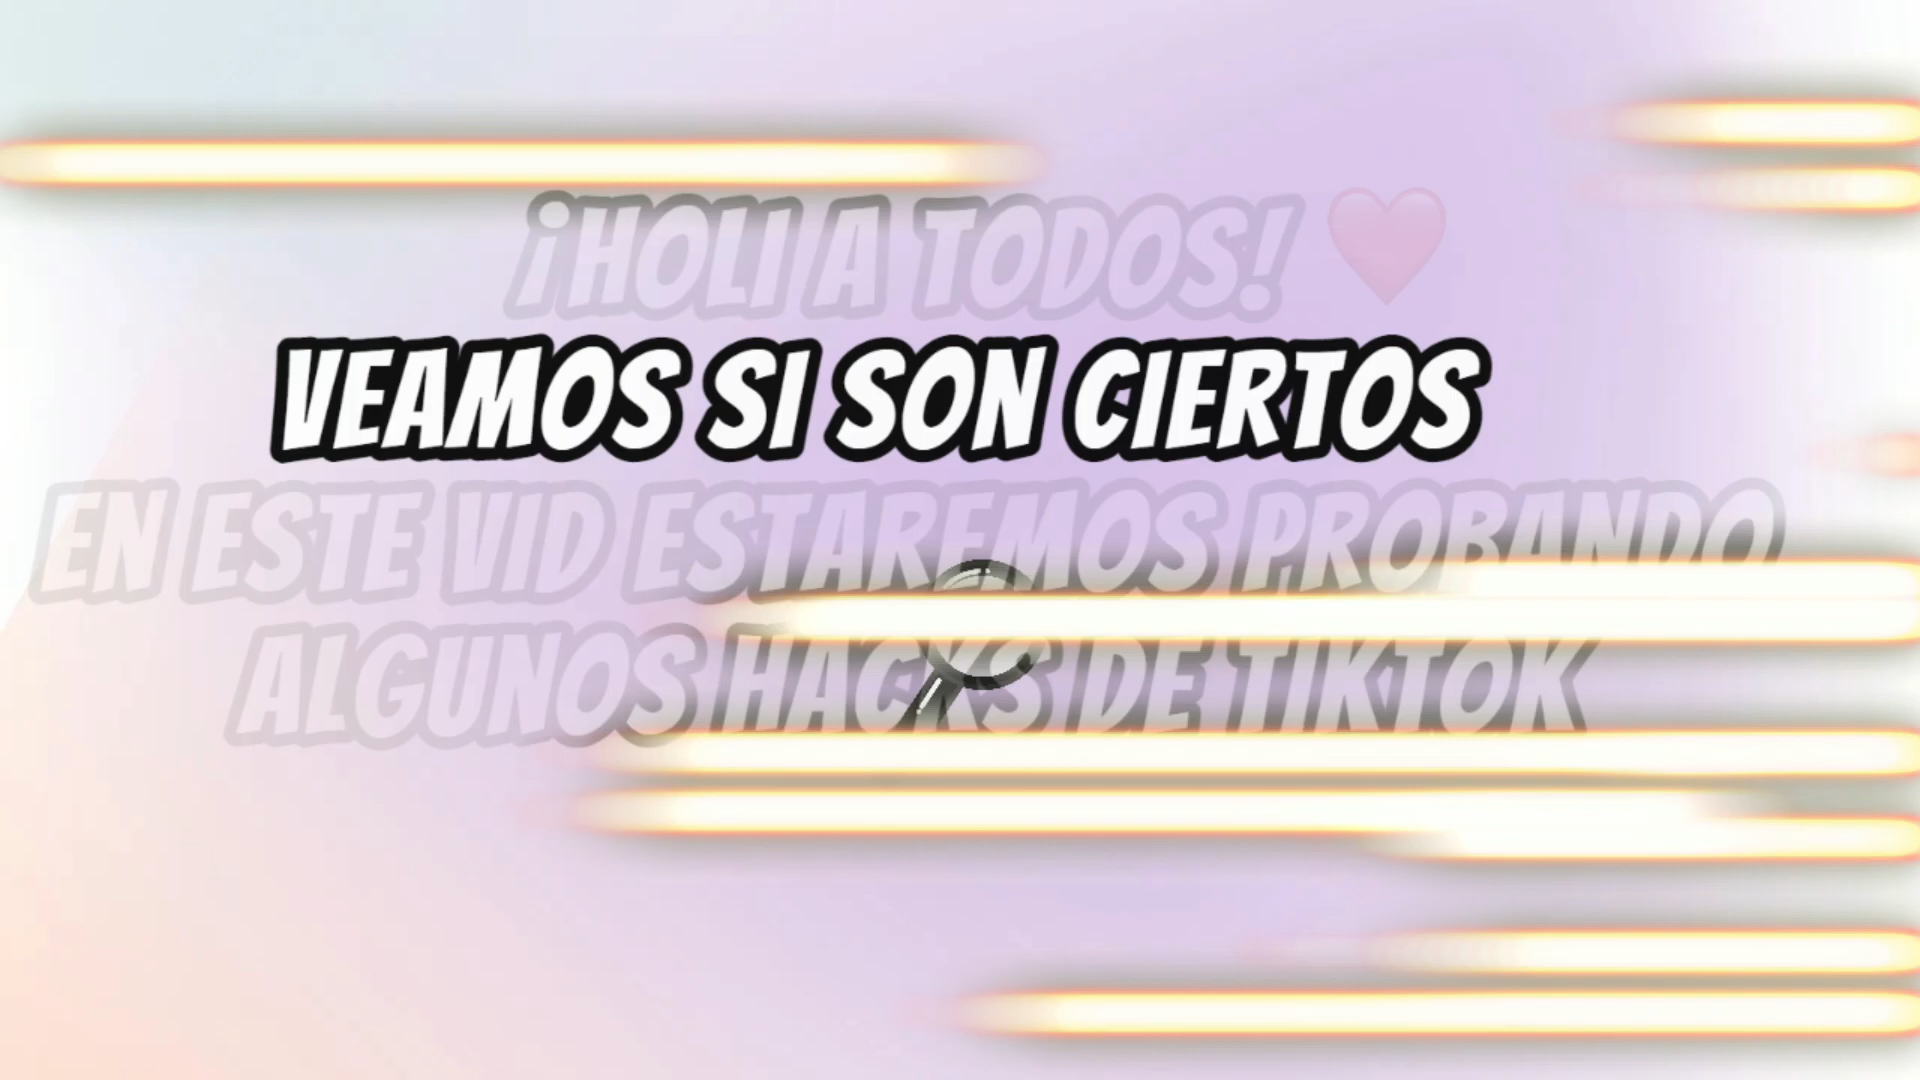 ¡HOLI A TODOS! ❤️
VEAMOS SI SON CIERTOS
EN ESTE VID ESTAREMOS PROBANDO
ALGUNOS HACKS DE TIKTOK